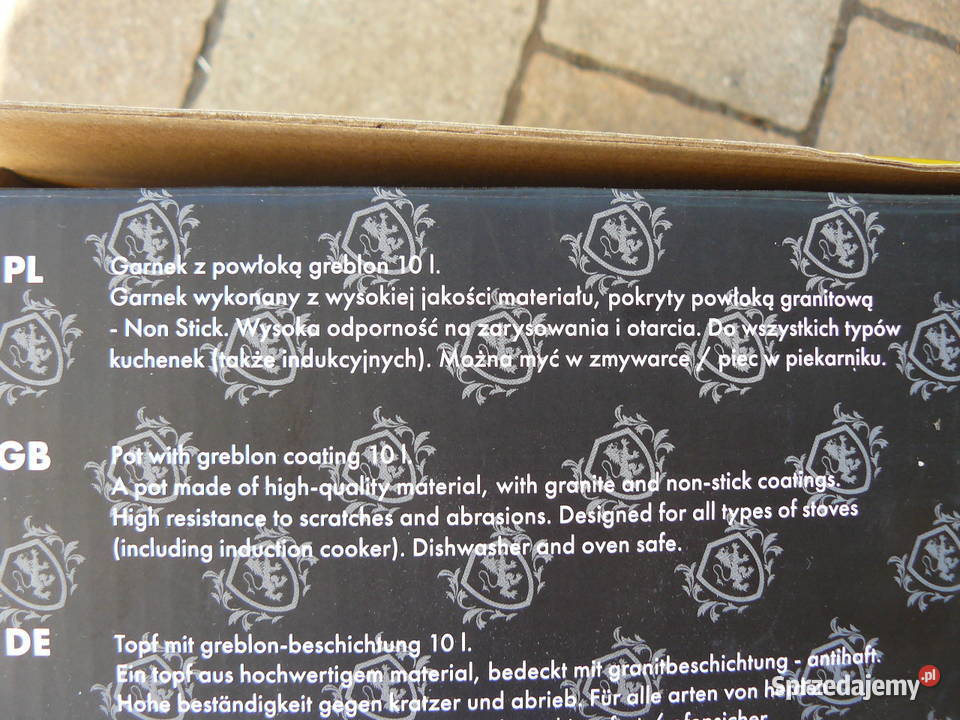 PL
Garnek z powłoką greblon 10 l.
Garnek wykonany z wysokiej jakości materiału, pokryty powłoką granitową
- Non Stick. Wysoka odporność na zarysowania i otarcia. Do wszystkich typów
kuchenek (także indukcyjnych). Można myć w zmywarce / piec w piekarniku.
GB
Pot with greblon coating 10 l.
A pot made of high-quality material, with granite and non-stick coatings.
High resistance to scratches and abrasions. Designed for all types of stoves
(including induction cooker). Dishwasher and oven safe.
DE
Topf mit greblon-beschichtung 10 l.
Ein topf aus hochwertigem material, bedeckt mit granitbeschichtung - antihaft.
Hohe beständigkeit gegen kratzer und abrieb. Für alle arten von
Sprzedajemy.pl